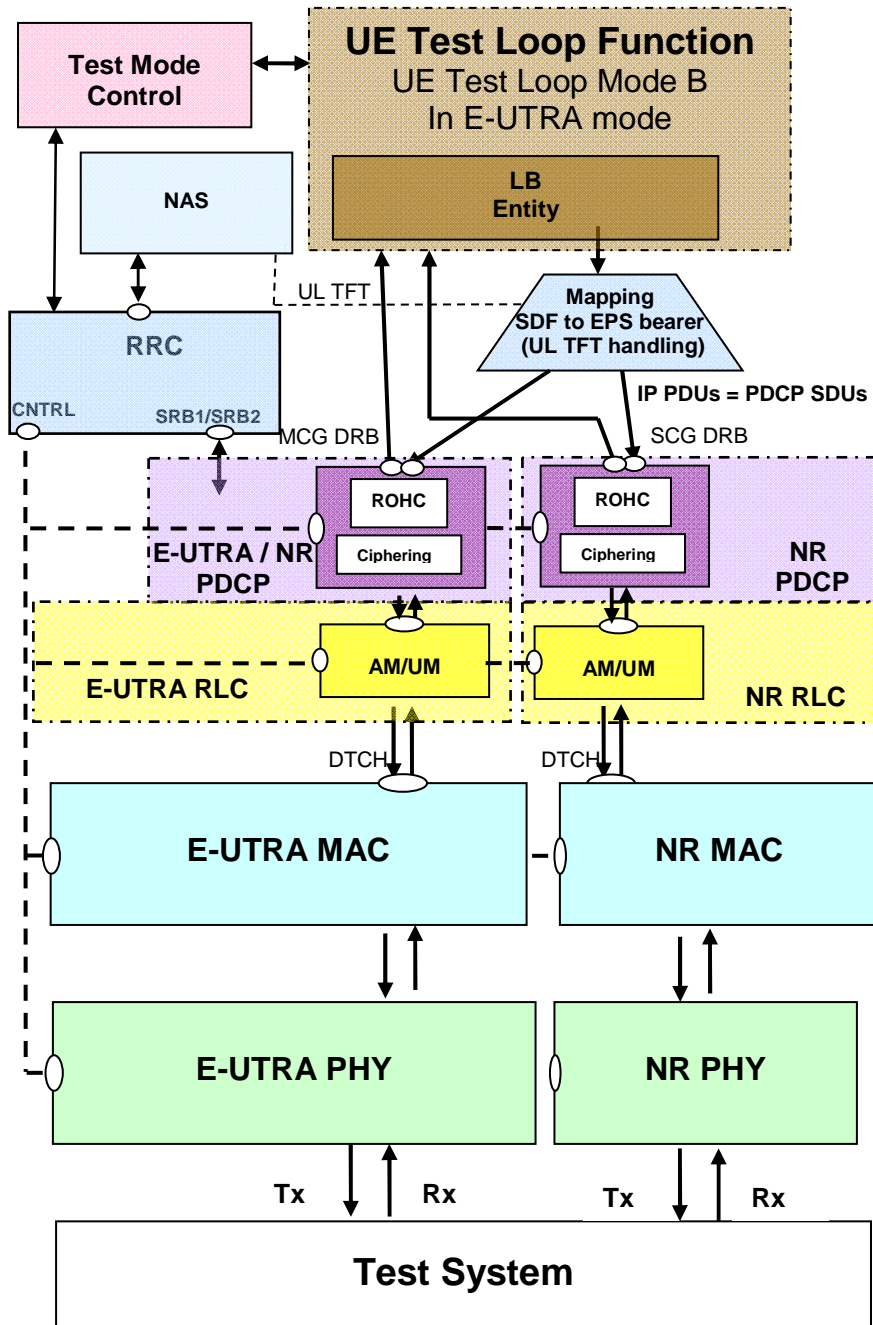 Test Mode
Control
UE Test Loop Function
UE Test Loop Mode B
In E-UTRA mode
LB
Entity
NAS
UL TFT
Mapping
SDF to EPS bearer
(UL TFT handling)
RRC
CNTRL
SRB1/SRB2
IP PDUs = PDCP SDUs
MCG DRB
SCG DRB
ROHC
Ciphering
E-UTRA / NR
PDCP
ROHC
Ciphering
NR
PDCP
E-UTRA RLC
AM/UM
AM/UM
NR RLC
DTCH
DTCH
E-UTRA MAC
NR MAC
E-UTRA PHY
NR PHY
Tx
Rx
Tx
Rx
Test System